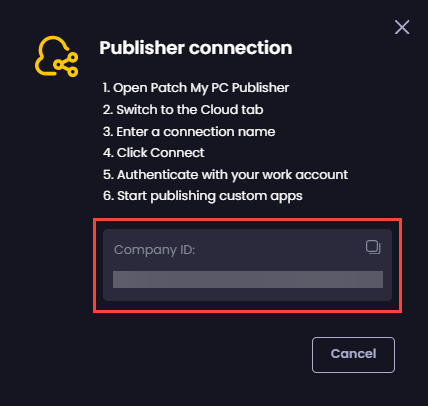 Publisher connection
1. Open Patch My PC Publisher
2. Switch to the Cloud tab
3. Enter a connection name
4. Click Connect
5. Authenticate with your work account
6. Start publishing custom apps
Company ID:
Cancel